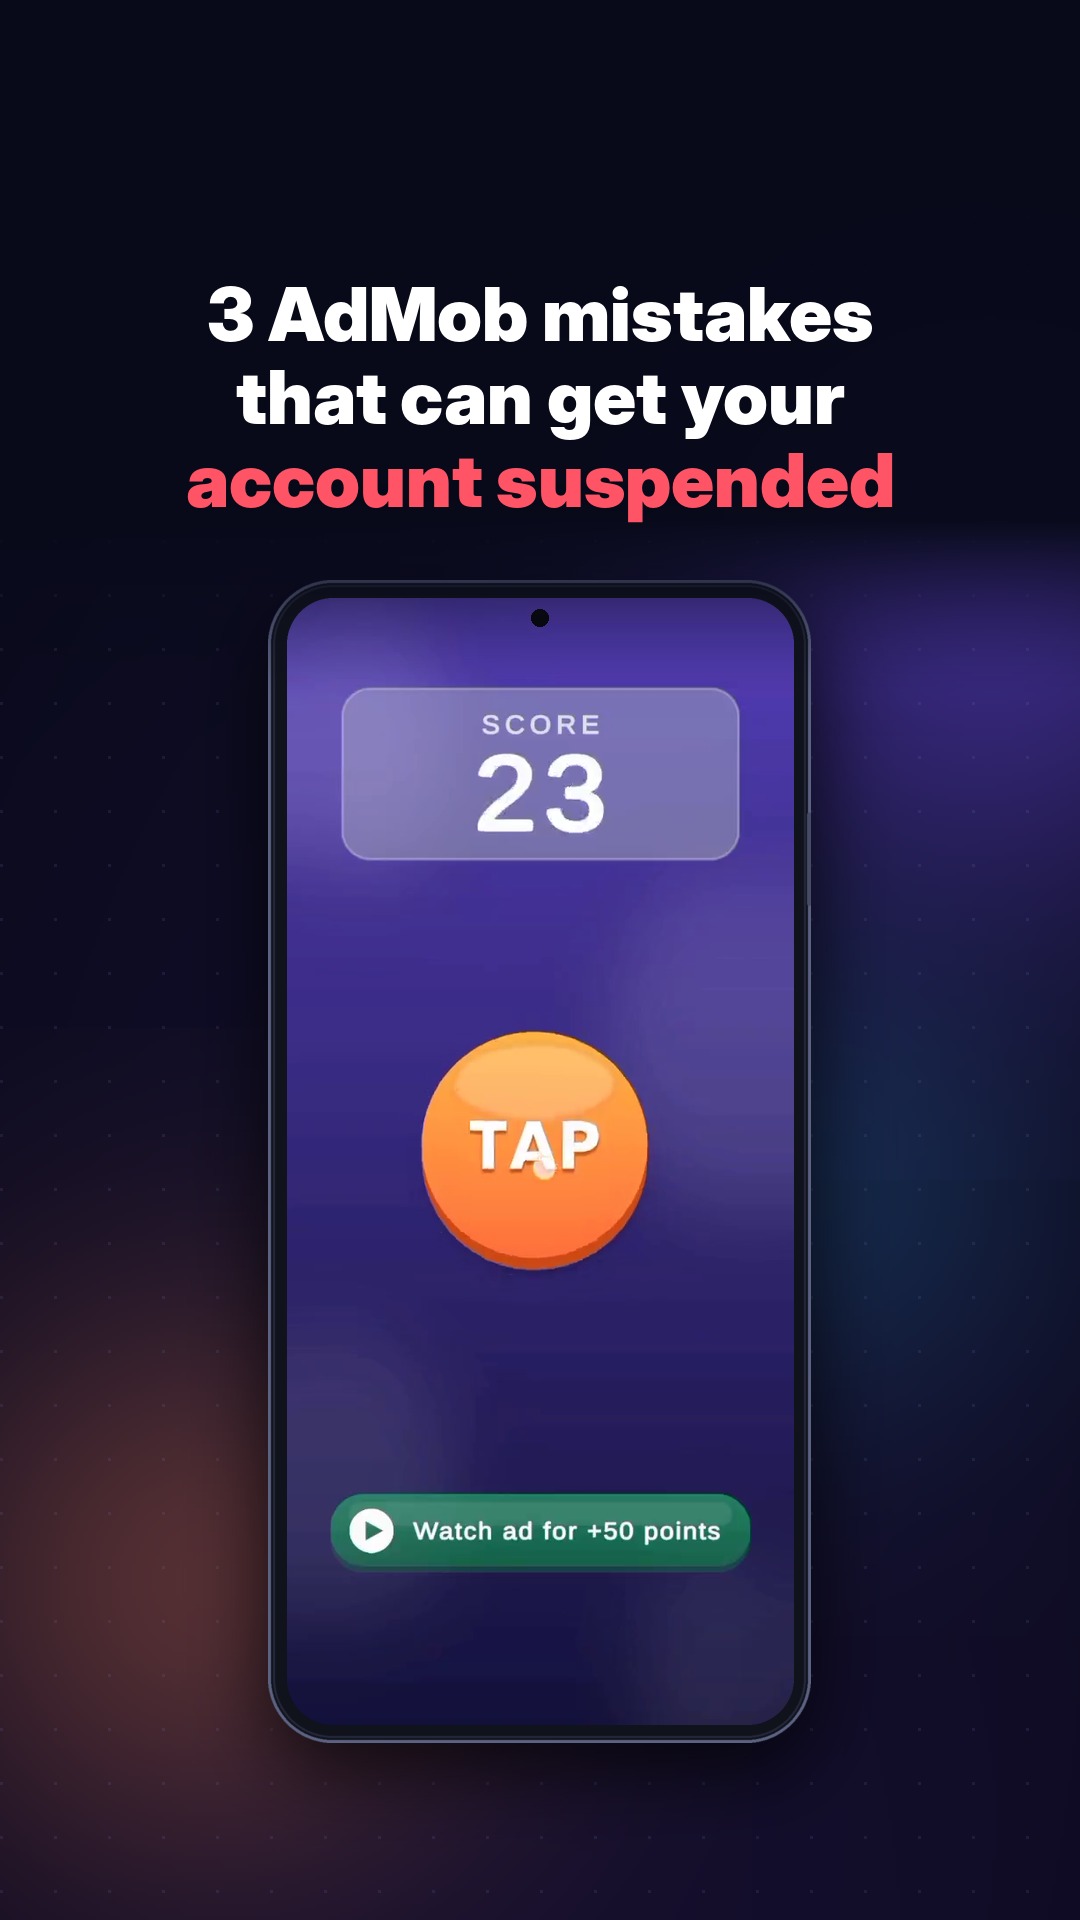 3 AdMob mistakes
that can get your
account suspended
SCORE
23
TAP
Watch ad for +50 points